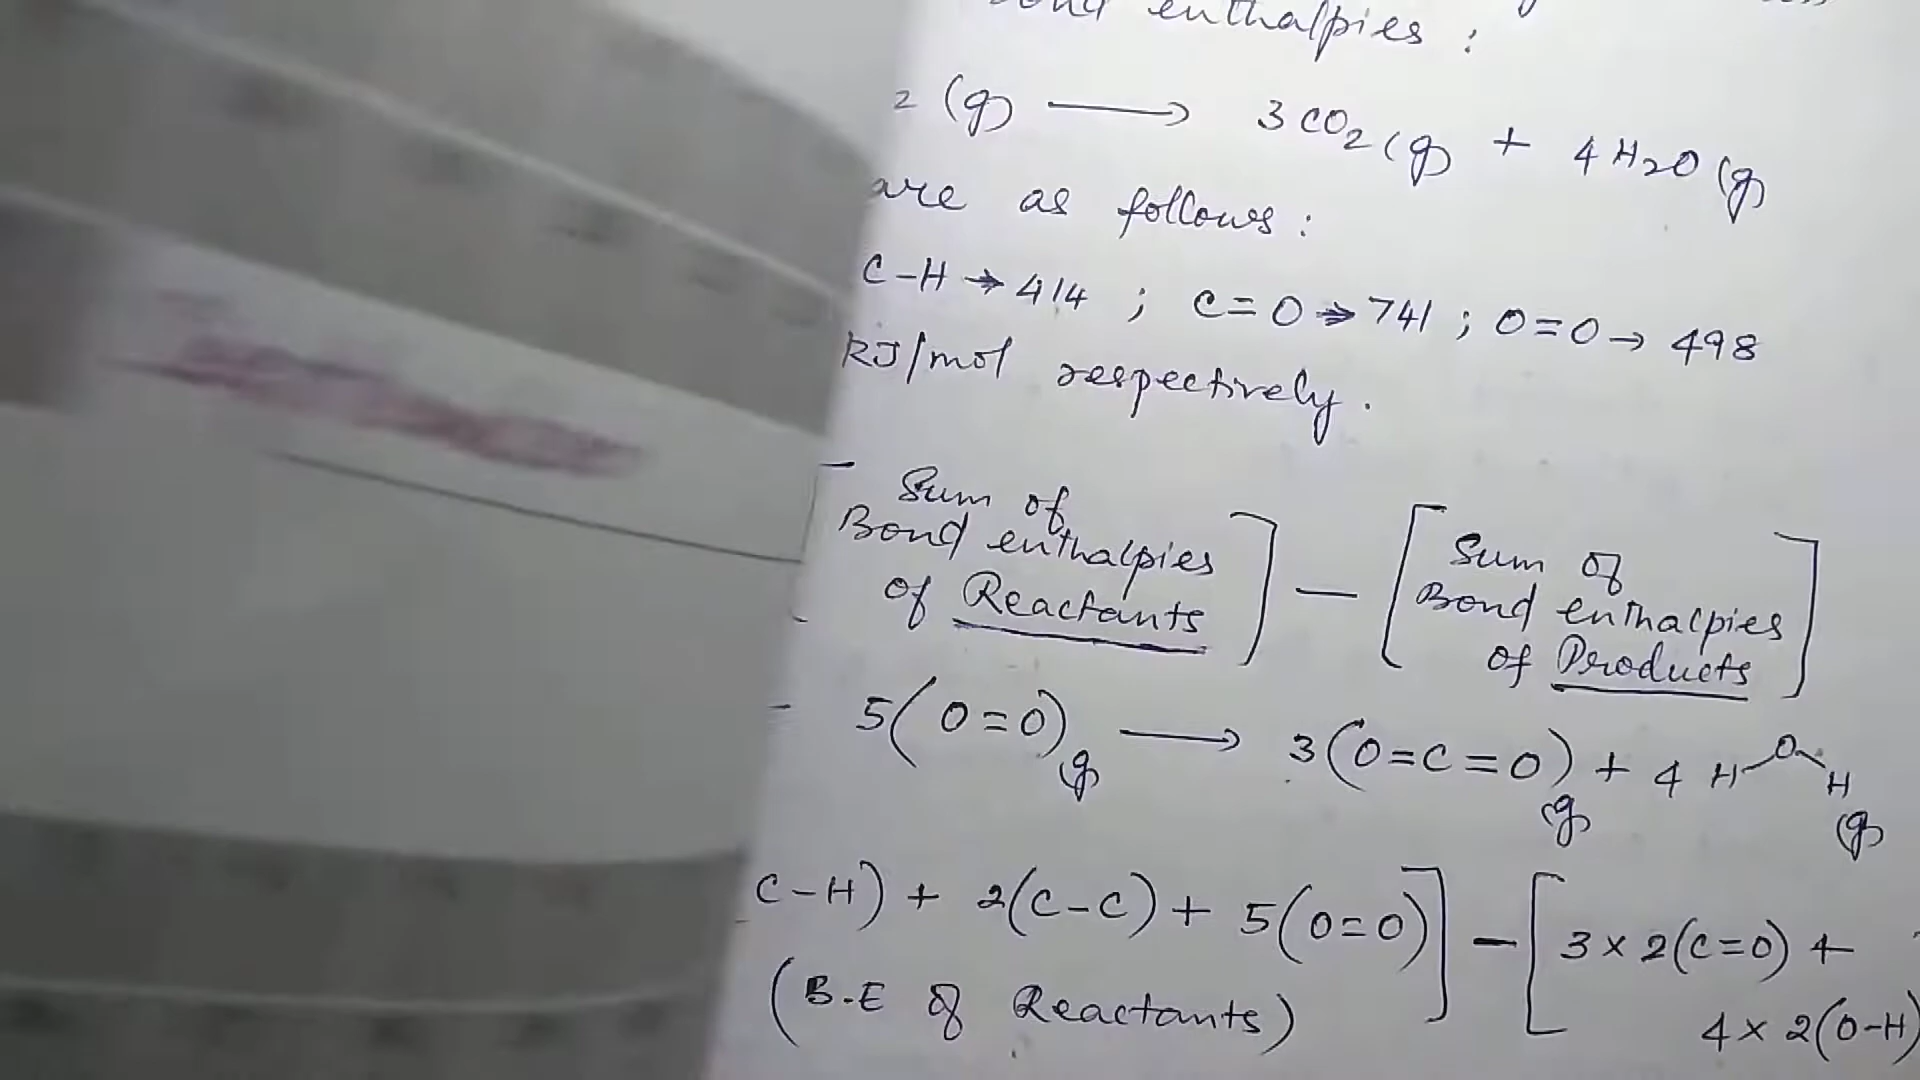 enthalpies :
2 (g) ⟶ 3 CO2 (g) + 4 H2O (g)
are as follows :
C-H → 414 ; C=O → 741 ; O=O → 498
KJ/mol respectively.
[Sum of Bond enthalpies of Reactants] — [Sum of Bond enthalpies of Products]
5(O=O)(g) ⟶ 3(O=C=O)(g) + 4 H-O-H (g)
C-H) + 2(C-C) + 5(O=O)] - [3 x 2(C=O) +
4 x 2(O-H)
(B.E of Reactants)